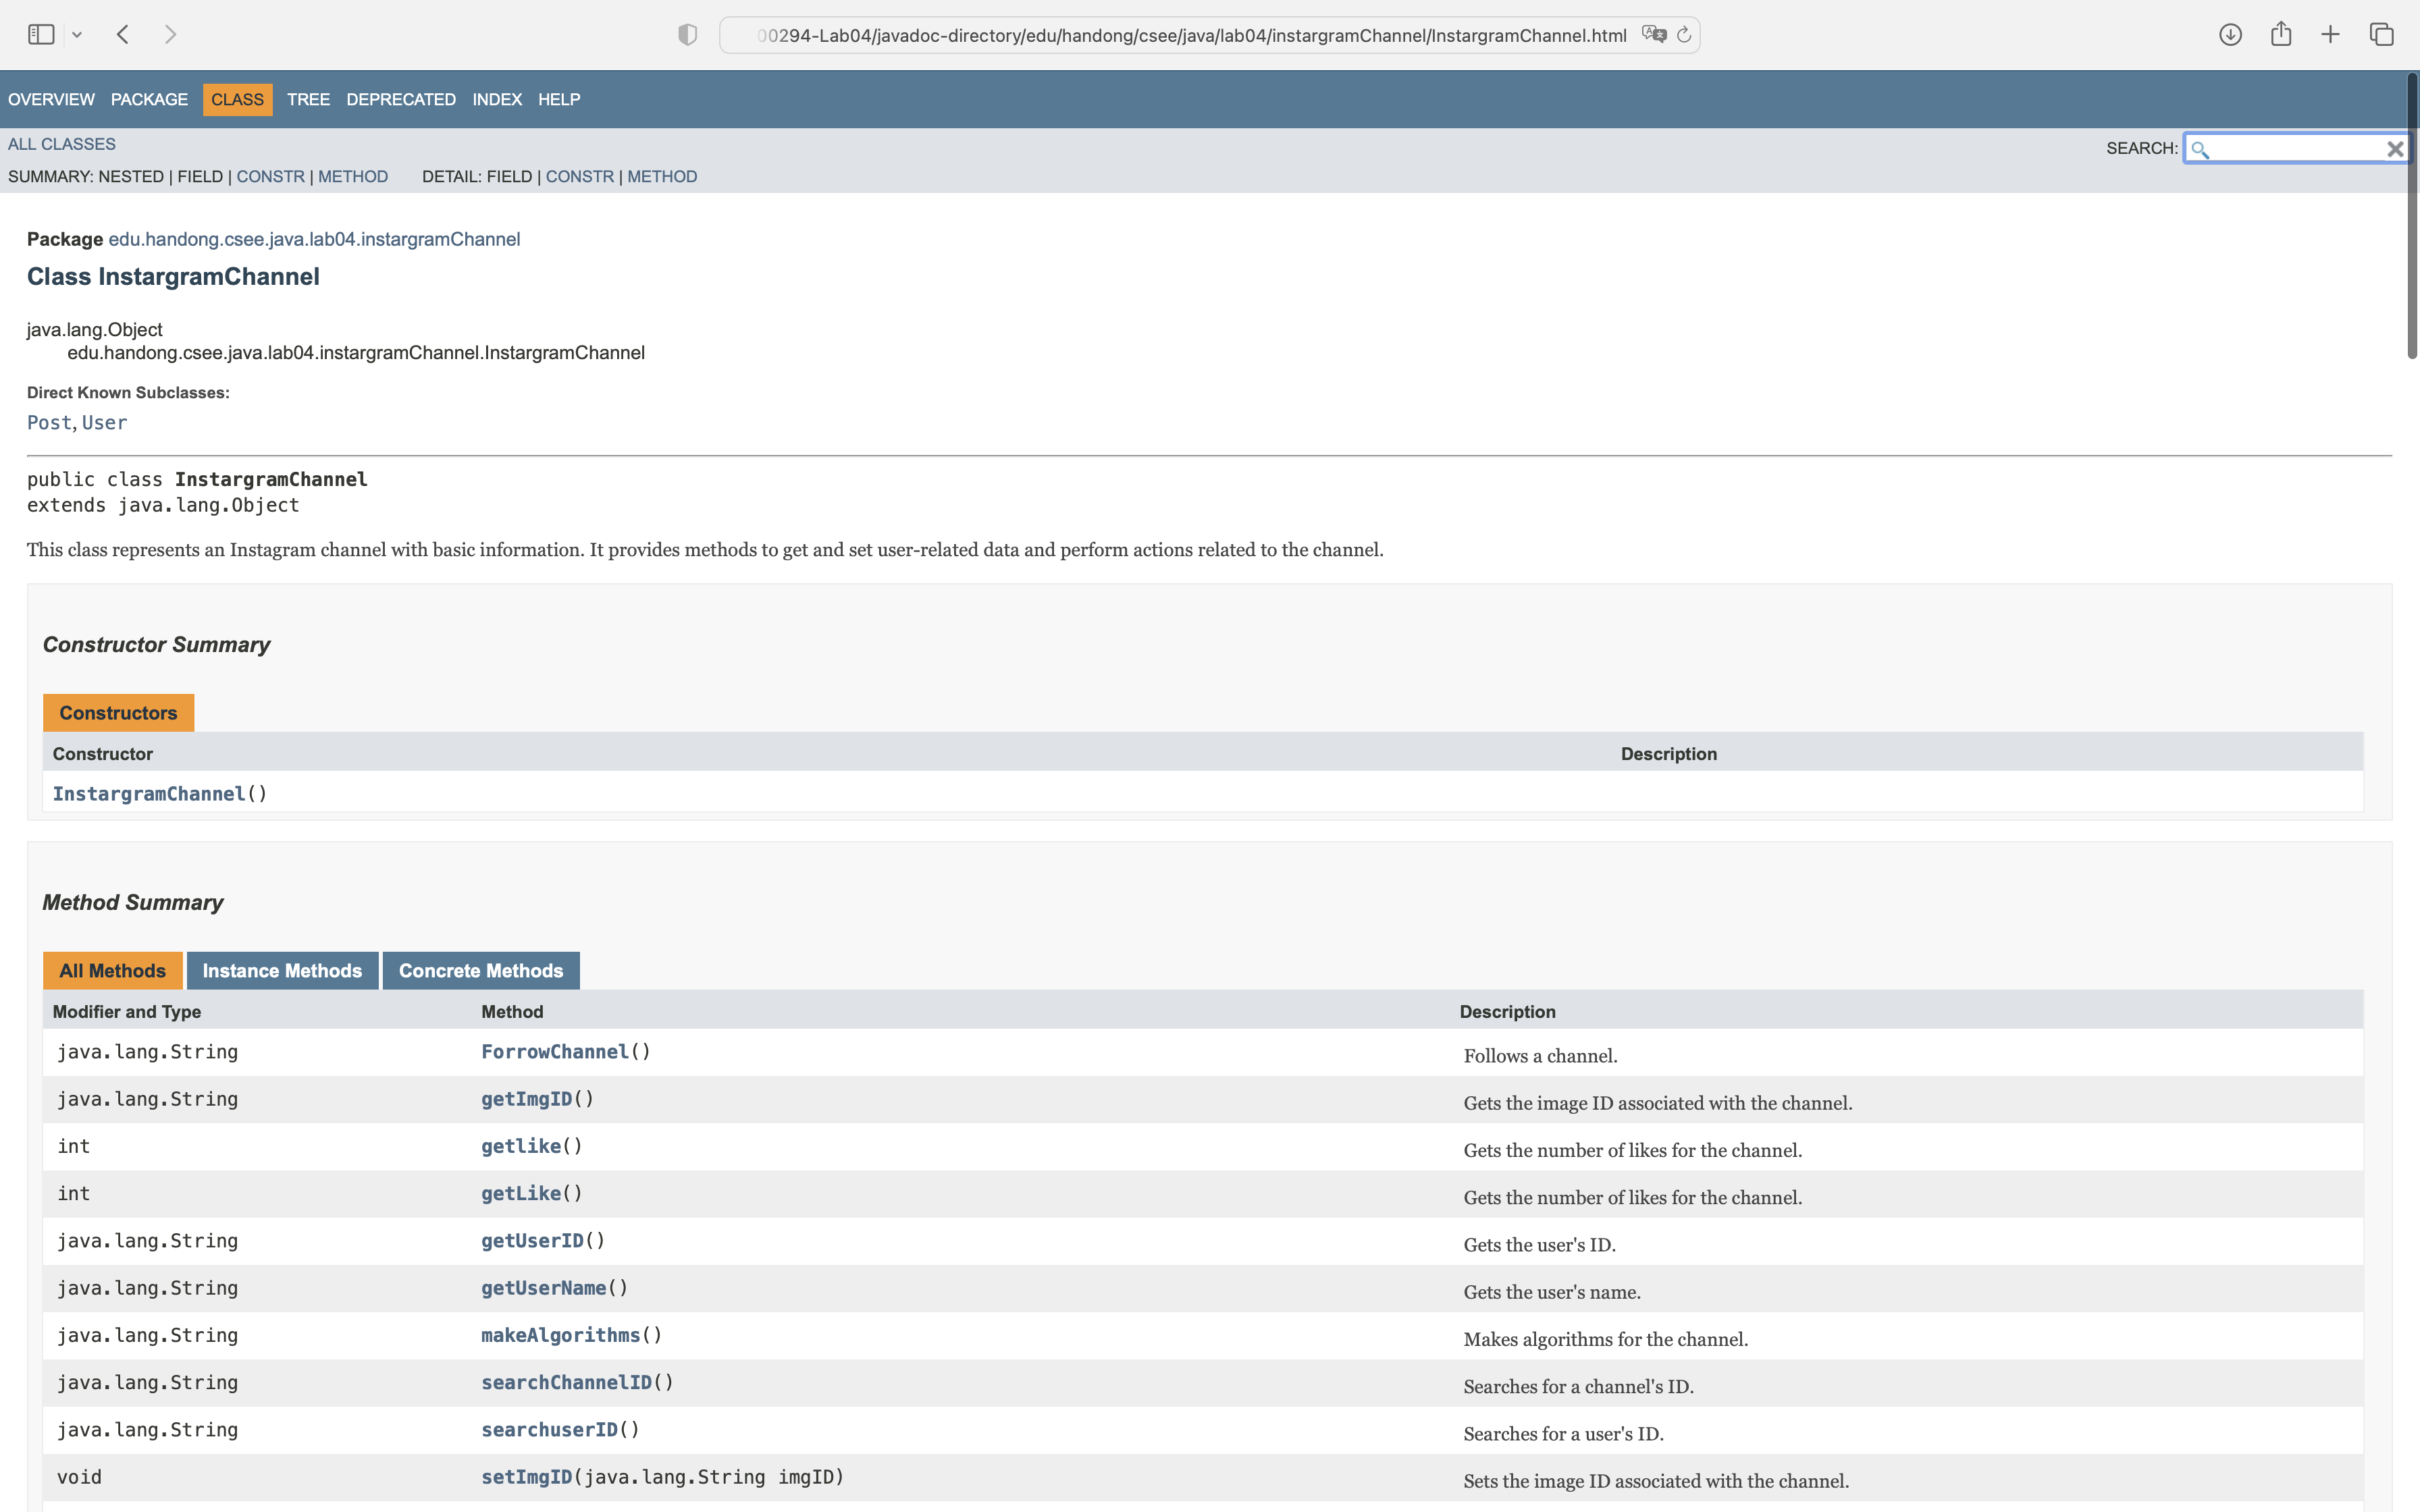 00294-Lab04/javadoc-directory/edu/handong/csee/java/lab04/instargramChannel/InstargramChannel.html
OVERVIEW PACKAGE CLASS TREE DEPRECATED INDEX HELP
ALL CLASSES
SEARCH:
SUMMARY: NESTED | FIELD | CONSTR | METHOD DETAIL: FIELD | CONSTR | METHOD
Package edu.handong.csee.java.lab04.instargramChannel
Class InstargramChannel
java.lang.Object
edu.handong.csee.java.lab04.instargramChannel.InstargramChannel
Direct Known Subclasses:
Post, User
public class InstargramChannel
extends java.lang.Object
This class represents an Instagram channel with basic information. It provides methods to get and set user-related data and perform actions related to the channel.
Constructor Summary
Constructors
Constructor Description
InstargramChannel()
Method Summary
All Methods Instance Methods Concrete Methods
Modifier and Type Method Description
java.lang.String ForrowChannel() Follows a channel.
java.lang.String getImgID() Gets the image ID associated with the channel.
int getlike() Gets the number of likes for the channel.
int getLike() Gets the number of likes for the channel.
java.lang.String getUserID() Gets the user's ID.
java.lang.String getUserName() Gets the user's name.
java.lang.String makeAlgorithms() Makes algorithms for the channel.
java.lang.String searchChannelID() Searches for a channel's ID.
java.lang.String searchuserID() Searches for a user's ID.
void setImgID(java.lang.String imgID) Sets the image ID associated with the channel.